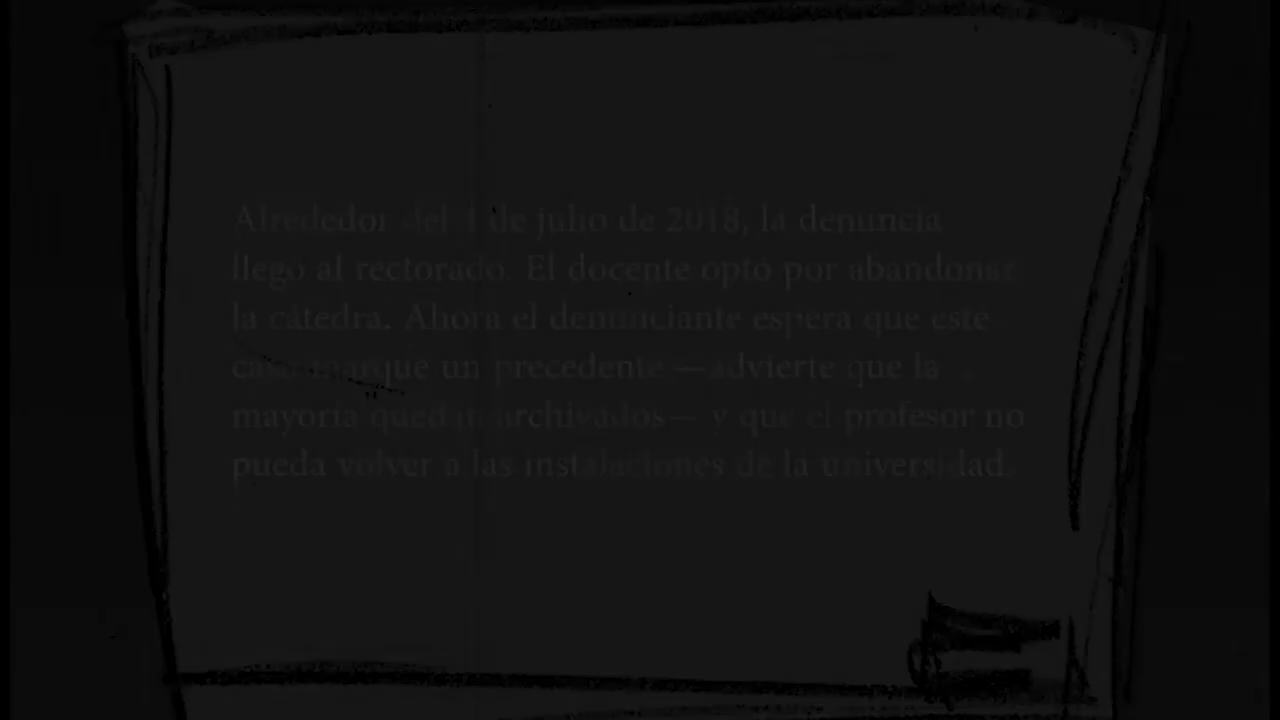 Alrededor del 4 de julio de 2018, la denuncia
llegó al rectorado. El docente optó por abandonar
la cátedra. Ahora el denunciante espera que este
caso marque un precedente —advierte que la
mayoría quedan archivados— y que el profesor no
pueda volver a las instalaciones de la universidad.